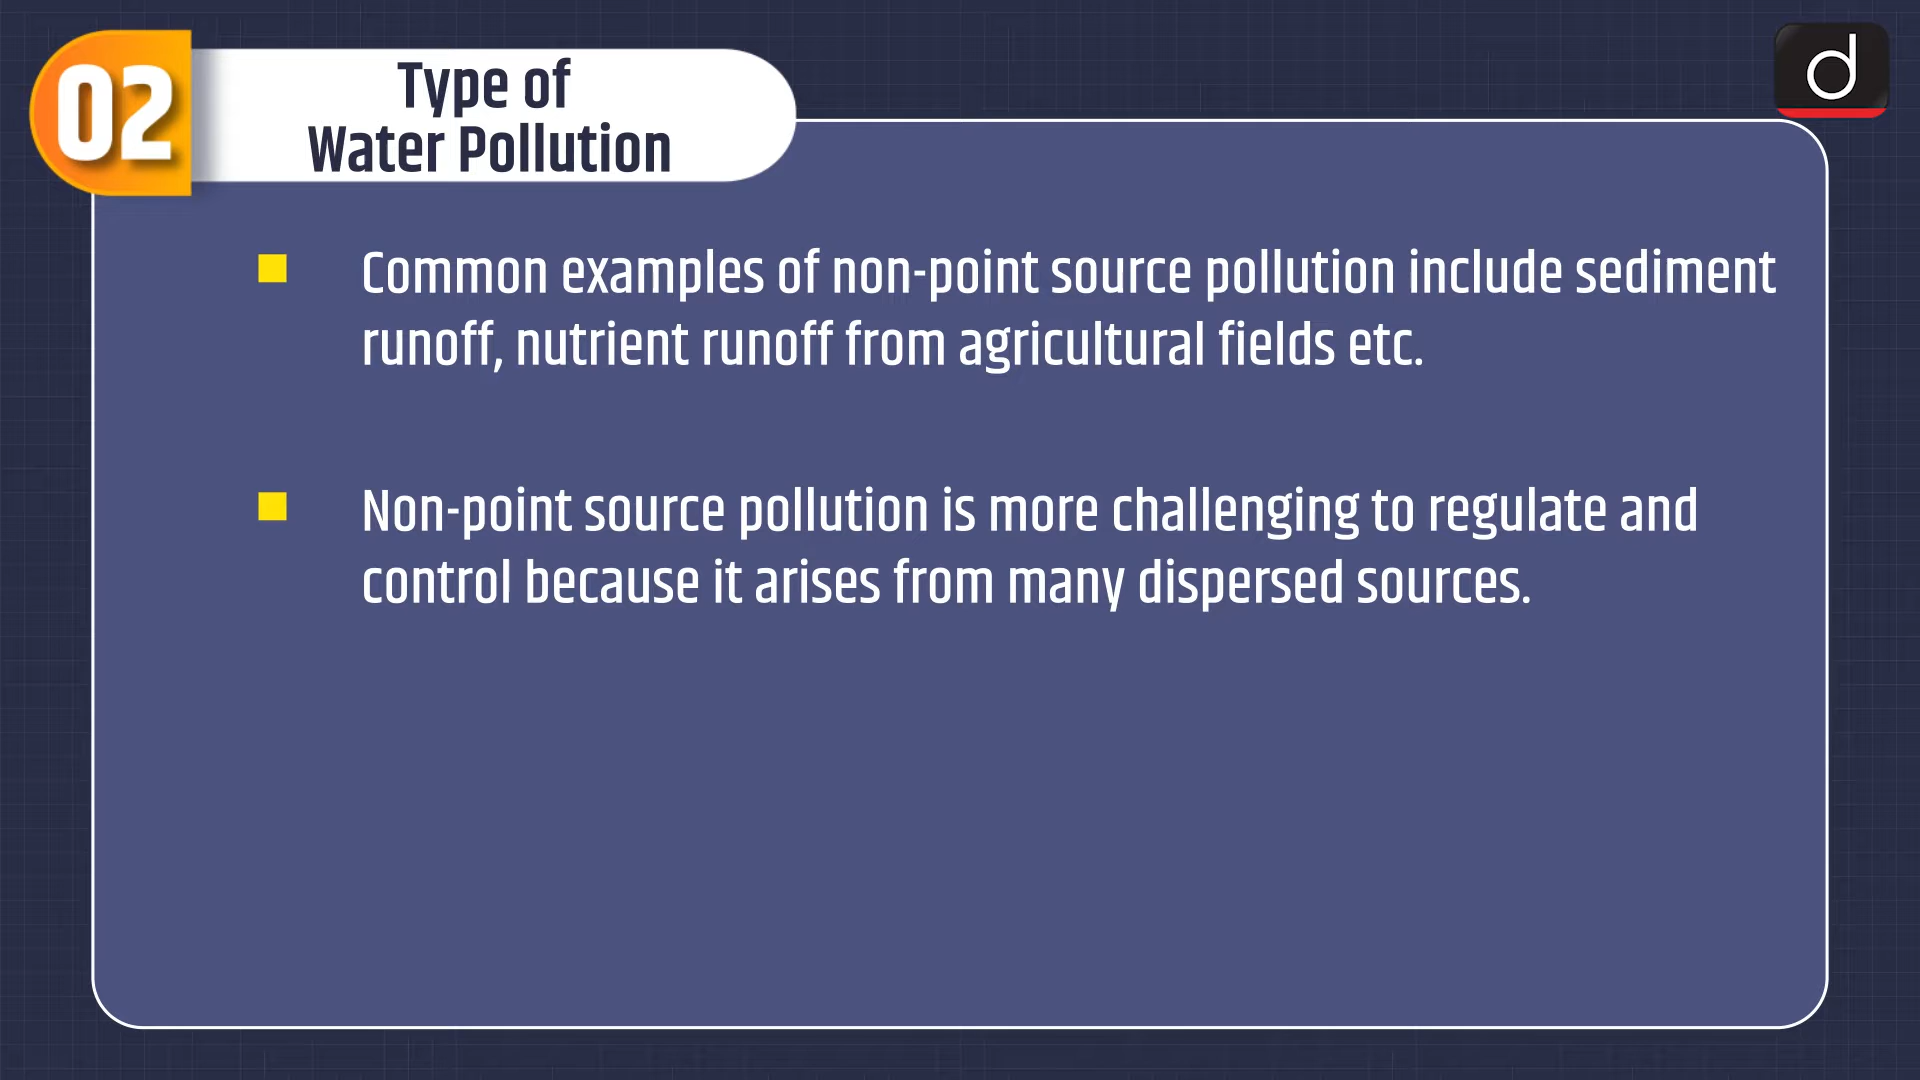 02
Type of
Water Pollution
d
Common examples of non-point source pollution include sediment
runoff, nutrient runoff from agricultural fields etc.
Non-point source pollution is more challenging to regulate and
control because it arises from many dispersed sources.